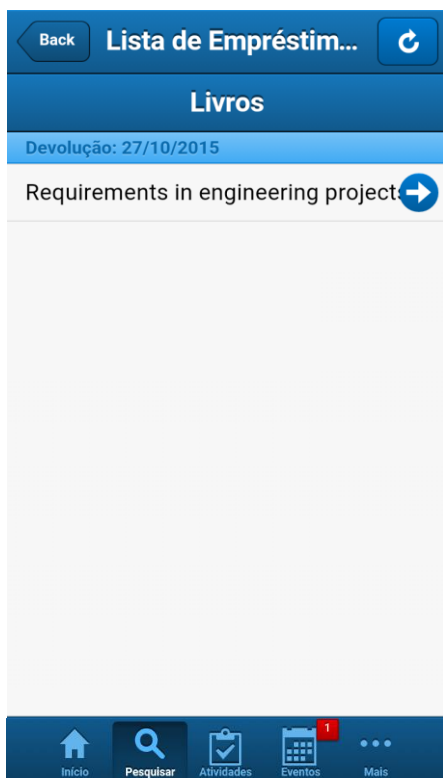 Back
Lista de Empréstim...
Livros
Devolução: 27/10/2015
Requirements in engineering projects
1
Início
Pesquisar
Atividades
Eventos
Mais